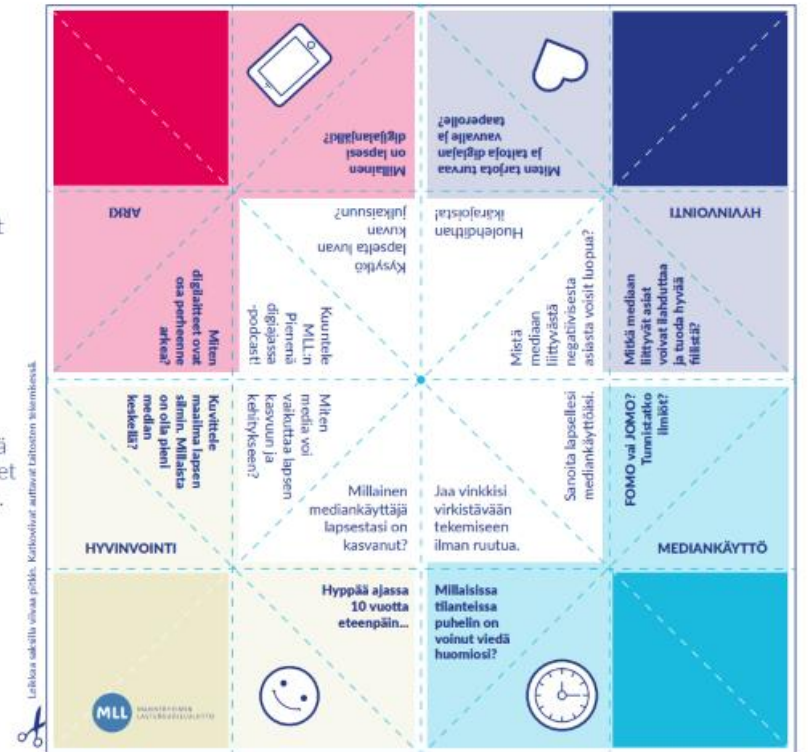 Millainen
on lapsesi
digijalanjälki?
Miten tarjota turvaa
ja taitoja digiajan
vauvalle ja
taaperolle?
ARKI
Kysytkö
lapselta luvan
kuvan
julkaisuun?
Huolehdithan
ikärajoista!
HYVINVOINTI
Miten
digilaitteet ovat
osa perheenne
arkea?
Kuuntele
MLL:n
Pienenä
digiajassa
-podcast!
Mistä
mediaan
liittyvästä
negatiivisesta
asiasta voisit luopua?
Mitkä mediaan
liittyvät asiat
voivat ilahduttaa
ja tuoda hyvää
fiilistä?
Kuvittele
maailma lapsen
silmin. Millaista
on olla pieni
median
keskellä?
Miten
media voi
vaikuttaa lapsen
kasvuun ja
kehitykseen?
Sanoita lapsellesi
mediankäyttöäsi.
FOMO vai JOMO?
Tunnistatko
ilmiöt?
Millainen
mediankäyttäjä
lapsestasi on
kasvanut?
Jaa vinkkisi
virkistävään
tekemiseen
ilman ruutua.
HYVINVOINTI
MEDIANKÄYTTÖ
Hyppää ajassa
10 vuotta
eteenpäin...
Millaisissa
tilanteissa
puhelin on
voinut viedä
huomiosi?
MLL
MANNERHEIMIN
LASTENSUOJELULIITTO
Leikkaa saksilla viivaa pitkin. Katkoviivat auttavat taitosten tekemisessä.